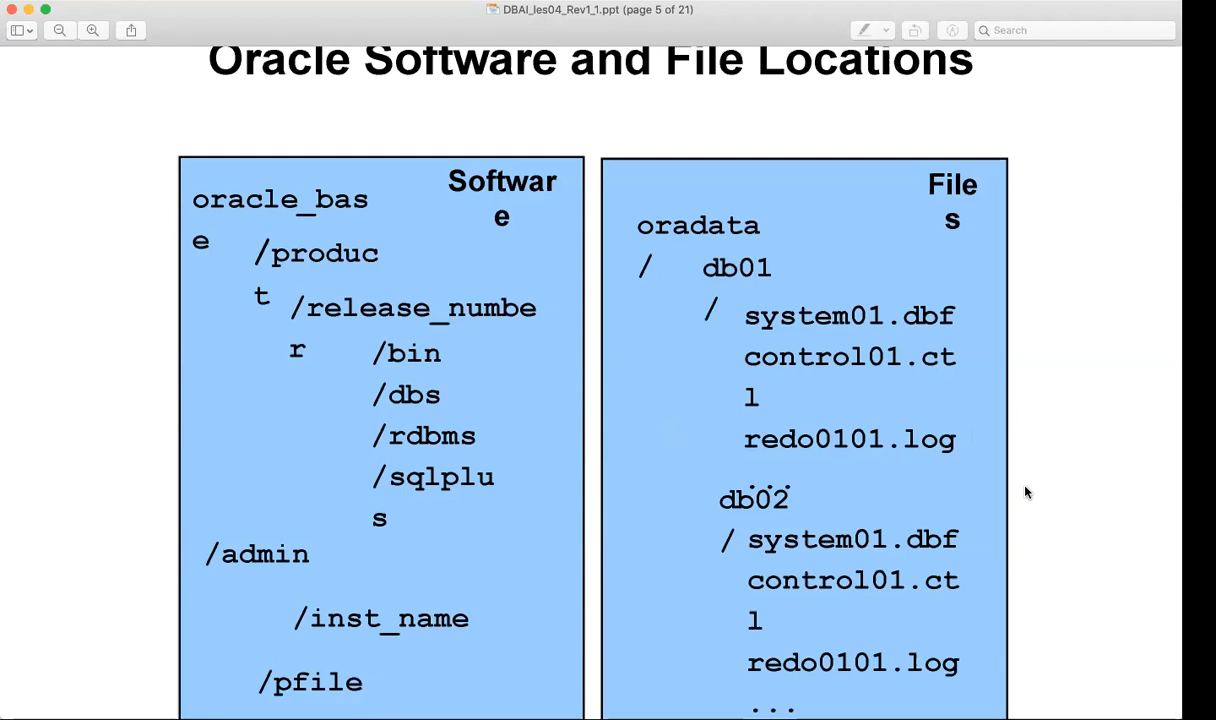 DBAI_les04_Rev1_1.ppt (page 5 of 21)
Search
Oracle Software and File Locations
Softwar
e
oracle_bas
e
/produc
t
/release_numbe
r
/bin
/dbs
/rdbms
/sqlplu
s
/admin
/inst_name
/pfile
File
s
oradata
/
db01
/
system01.dbf
control01.ct
l
redo0101.log
...
db02
/
system01.dbf
control01.ct
l
redo0101.log
...